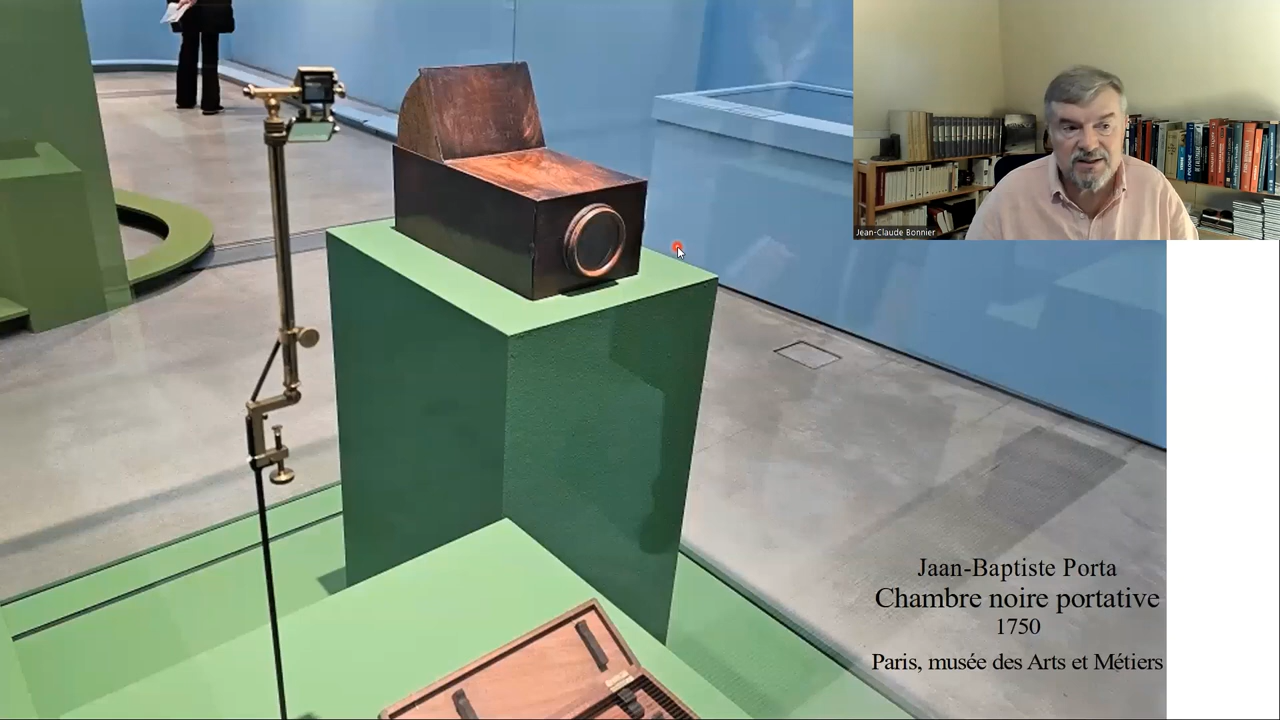 Jean-Claude Bonnier
Jaan-Baptiste Porta
Chambre noire portative
1750
Paris, musée des Arts et Métiers